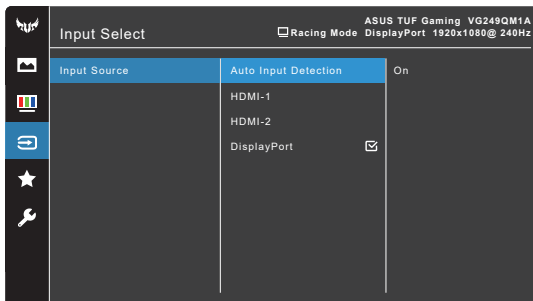 ASUS TUF Gaming VG249QM1A
Input Select
Racing Mode DisplayPort 1920x1080@ 240Hz
Input Source
Auto Input Detection
On
HDMI-1
HDMI-2
DisplayPort